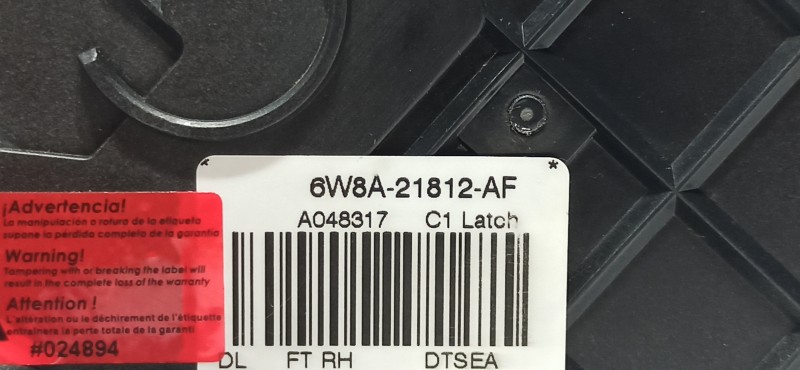 * *
6W8A-21812-AF
A048317 C1 Latch
DL FT RH DTSEA
¡Advertencia!
La manipulación o rotura de la etiqueta
supone la pérdida completa de la garantía
Warning!
Tampering with or breaking the label will
result in the complete loss of the warranty
Attention !
L'altération ou le déchirement de l'étiquette
entraînera la perte totale de la garanti
#024894